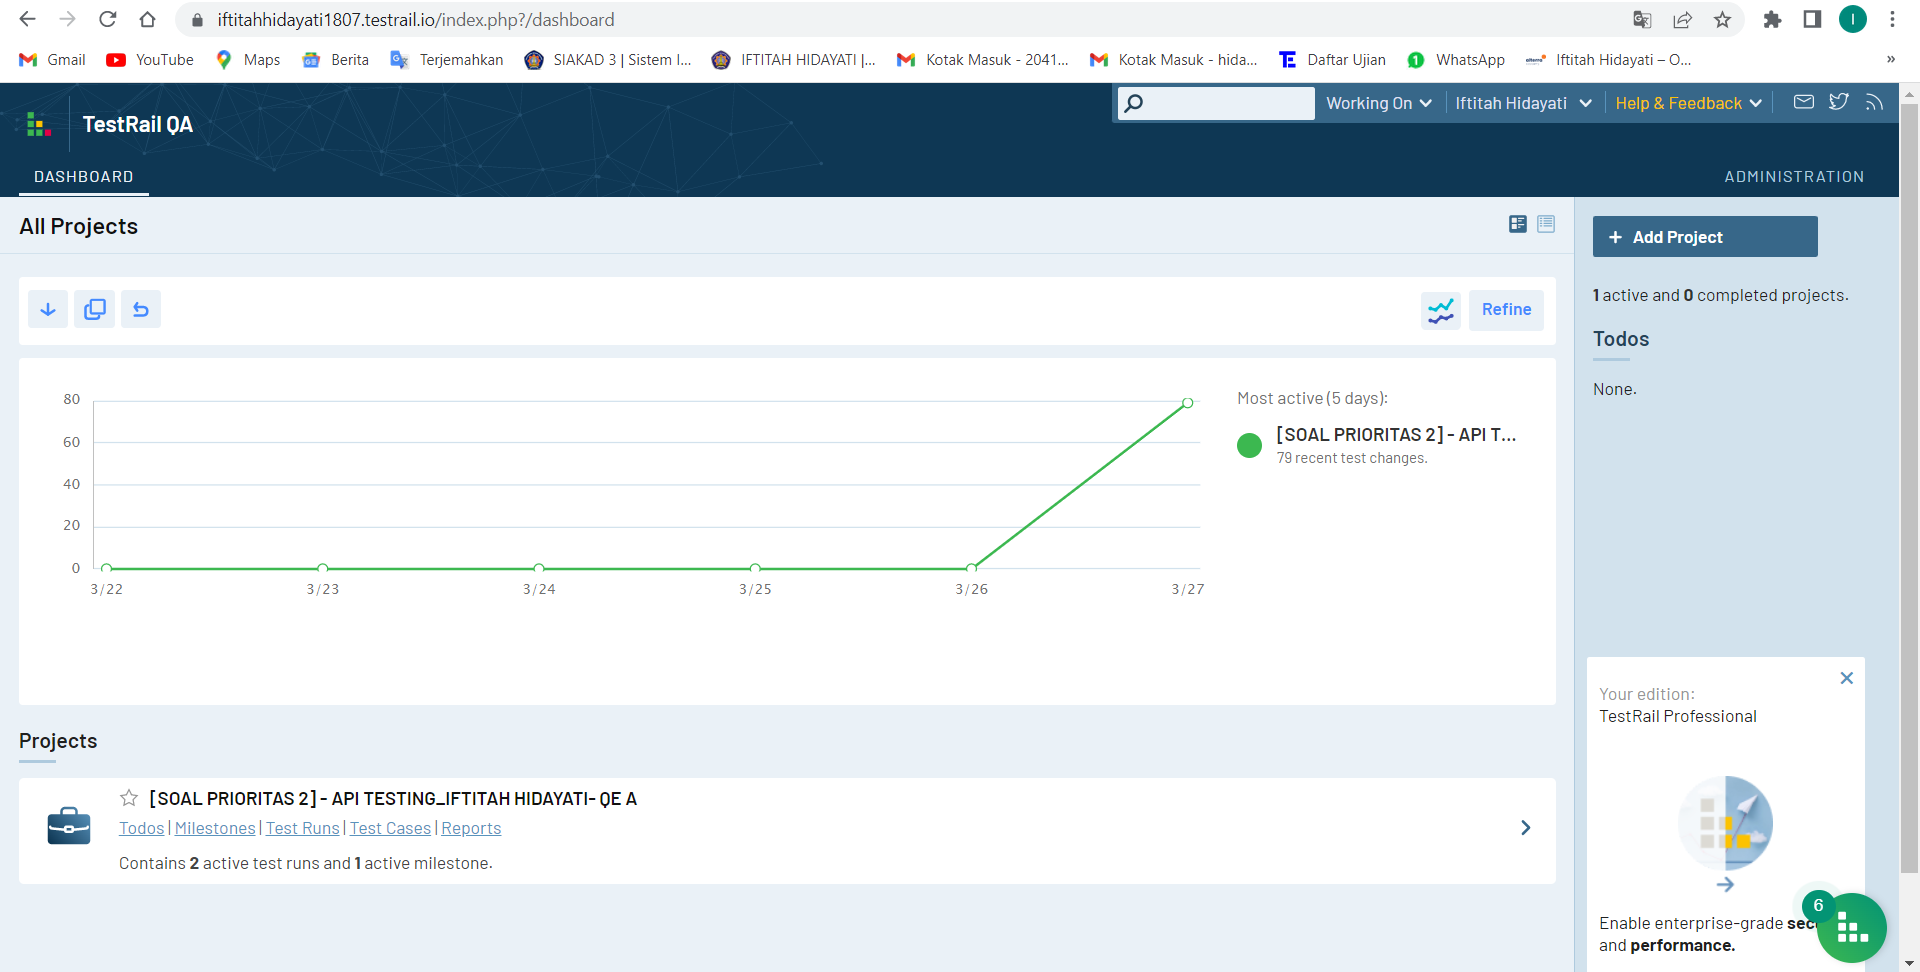 iftitahhidayati1807.testrail.io/index.php?/dashboard
I
Gmail
YouTube
Maps
Berita
Terjemahkan
SIAKAD 3 | Sistem I...
IFTITAH HIDAYATI |...
Kotak Masuk - 2041...
Kotak Masuk - hida...
TE Daftar Ujian
1 WhatsApp
alterra Iftitah Hidayati – O...
»
TestRail QA
Working On
Iftitah Hidayati
Help & Feedback
DASHBOARD
ADMINISTRATION
All Projects
+ Add Project
1 active and 0 completed projects.
Todos
None.
Refine
80
60
40
20
0
3/22
3/23
3/24
3/25
3/26
3/27
Most active (5 days):
[SOAL PRIORITAS 2] - API T...
79 recent test changes.
Projects
[SOAL PRIORITAS 2] - API TESTING_IFTITAH HIDAYATI- QE A
Todos | Milestones | Test Runs | Test Cases | Reports
Contains 2 active test runs and 1 active milestone.
Your edition:
TestRail Professional
Enable enterprise-grade sec
and performance.
6